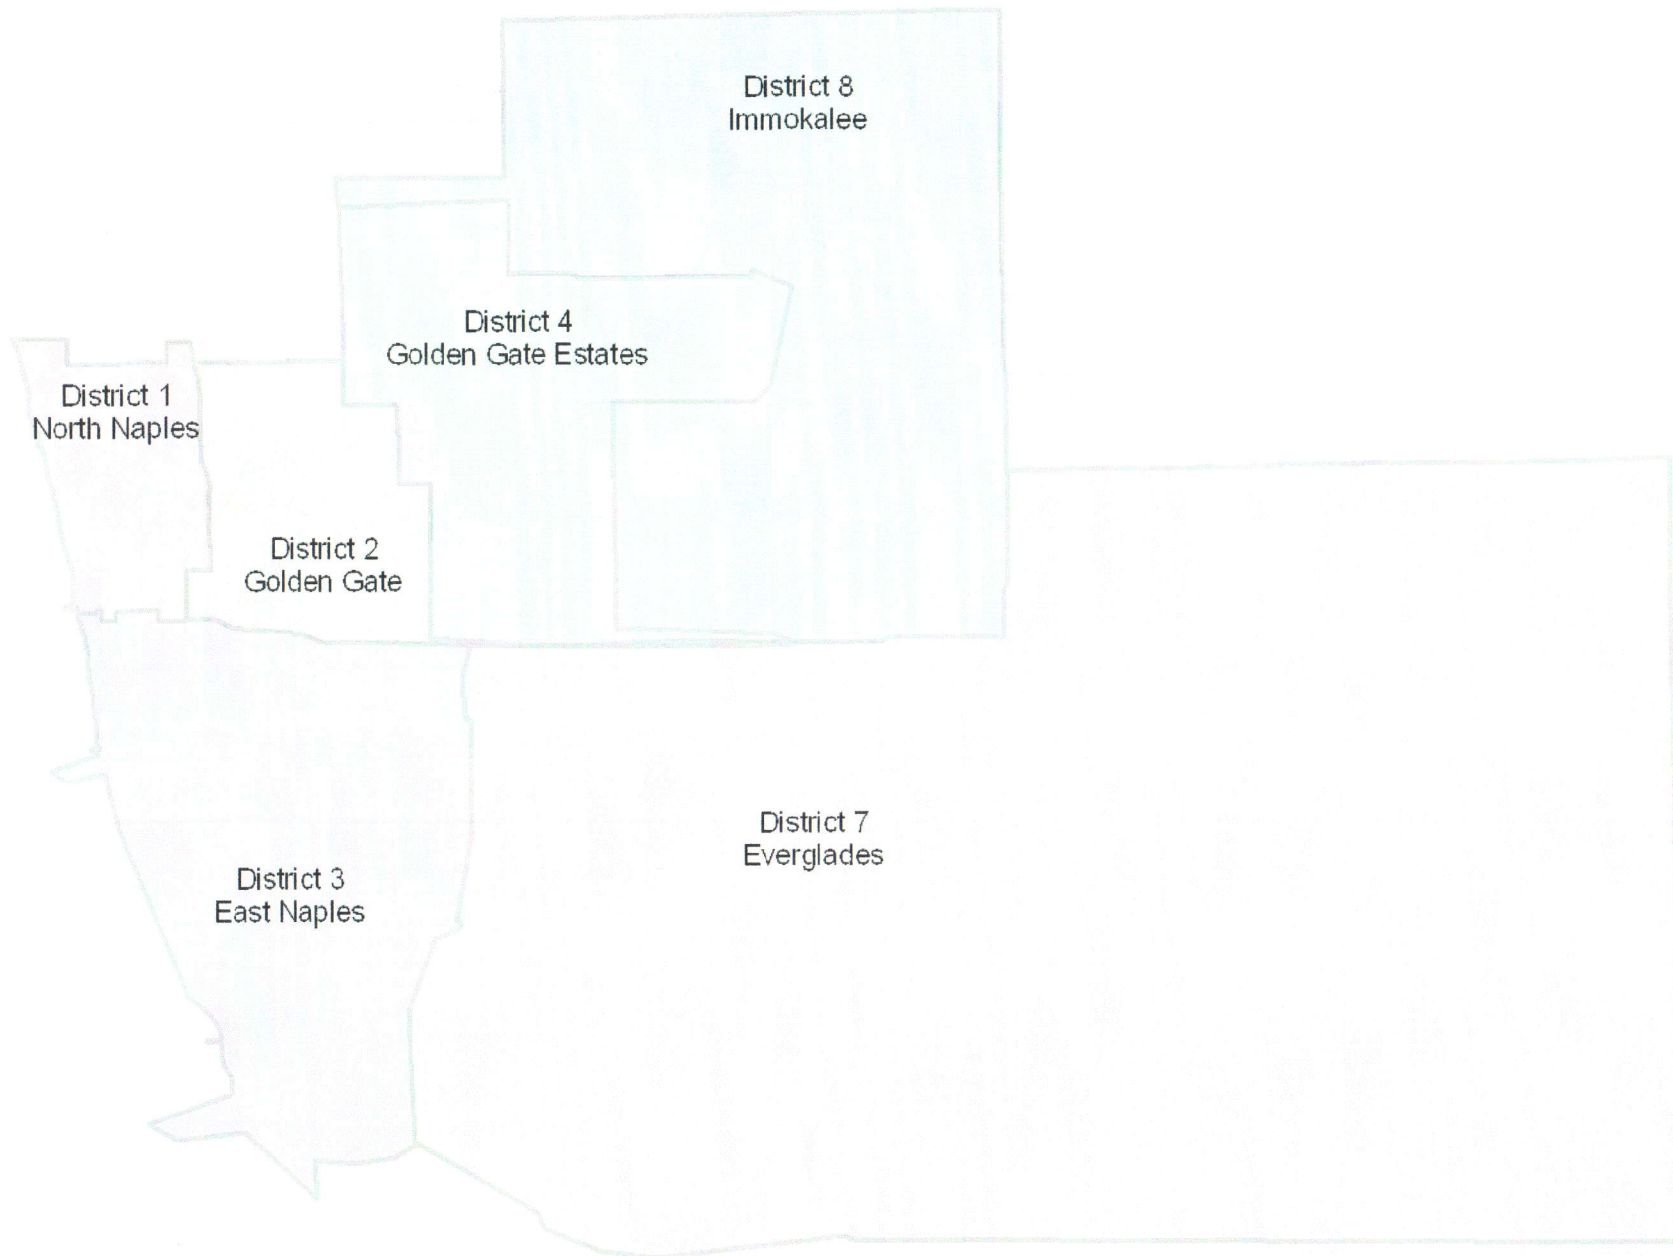 District 8
Immokalee
District 4
Golden Gate Estates
District 1
North Naples
District 2
Golden Gate
District 7
Everglades
District 3
East Naples